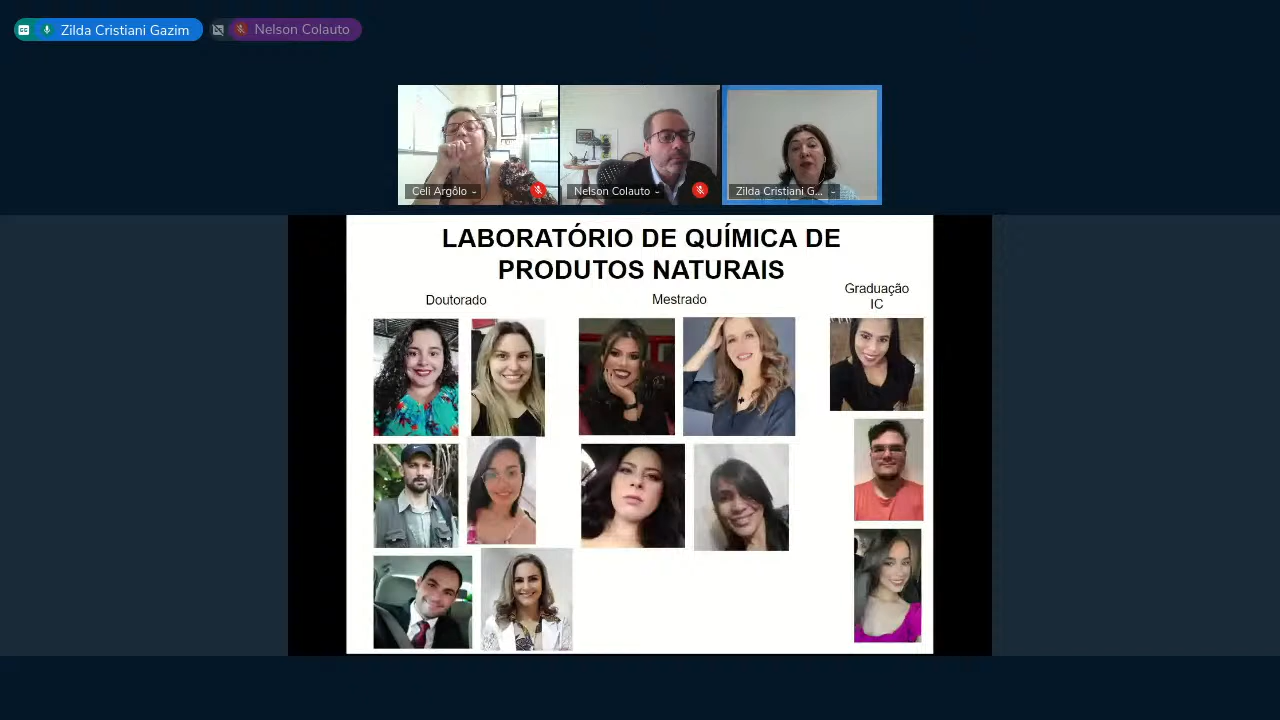 Zilda Cristiani Gazim
Nelson Colauto
Celi Argôlo
Nelson Colauto
Zilda Cristiani G...
LABORATÓRIO DE QUÍMICA DE
PRODUTOS NATURAIS
Doutorado
Mestrado
Graduação
IC